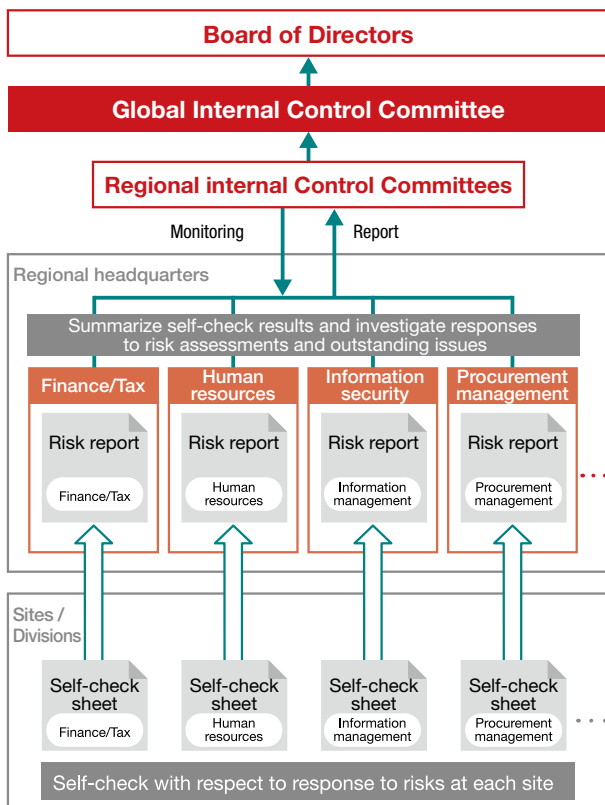 Board of Directors
Global Internal Control Committee
Regional internal Control Committees
Monitoring
Report
Regional headquarters
Summarize self-check results and investigate responses
to risk assessments and outstanding issues
Finance/Tax
Human
resources
Information
security
Procurement
management
Risk report
Finance/Tax
Risk report
Human
resources
Risk report
Information
management
Risk report
Procurement
management
Sites /
Divisions
Self-check
sheet
Finance/Tax
Self-check
sheet
Human
resources
Self-check
sheet
Information
management
Self-check
sheet
Procurement
management
Self-check with respect to response to risks at each site